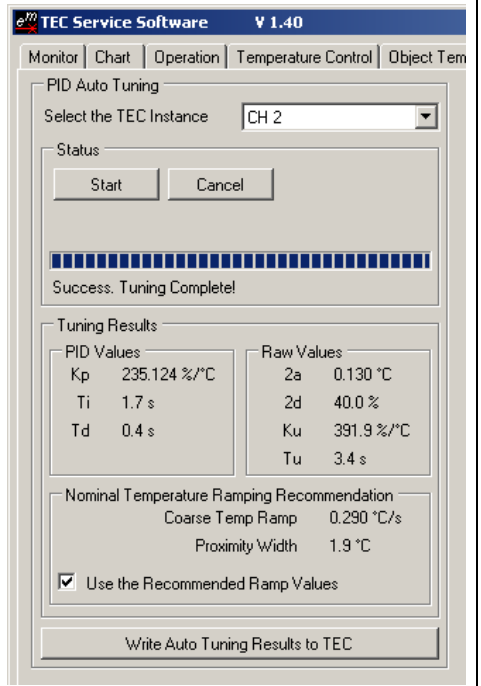 em TEC Service Software V 1.40
Monitor Chart Operation Temperature Control Object Tem
PID Auto Tuning
Select the TEC Instance CH 2
Status
Start Cancel
Success. Tuning Complete!
Tuning Results
PID Values
Kp 235.124 %/°C
Ti 1.7 s
Td 0.4 s
Raw Values
2a 0.130 °C
2d 40.0 %
Ku 391.9 %/°C
Tu 3.4 s
Nominal Temperature Ramping Recommendation
Coarse Temp Ramp 0.290 °C/s
Proximity Width 1.9 °C
Use the Recommended Ramp Values
Write Auto Tuning Results to TEC